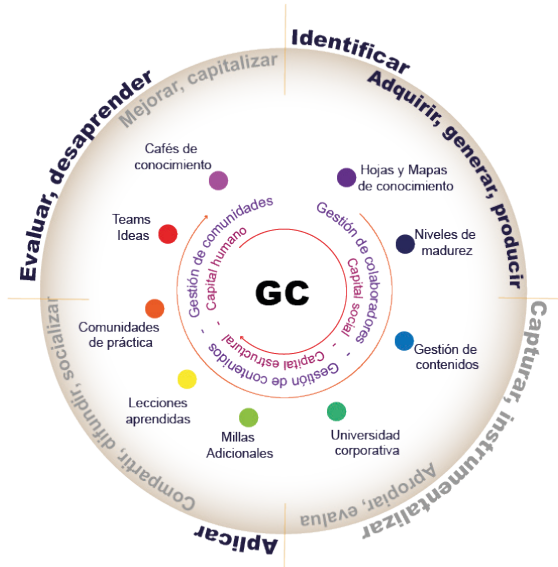 Identificar
Adquirir, generar, producir
Capturar, instrumentalizar
Apropiar, evalua
Aplicar
Compartir, difundir, socializar
Evaluar, desaprender
Mejorar, capitalizar
Cafés de
conocimiento
Hojas y Mapas
de conocimiento
Teams
Ideas
Niveles de
madurez
Comunidades
de práctica
Gestión de
contenidos
Lecciones
aprendidas
Millas
Adicionales
Universidad
corporativa
Gestión de colaboradores - Gestión de contenidos - Gestión de comunidades
Capital social - Capital estructural - Capital humano
GC